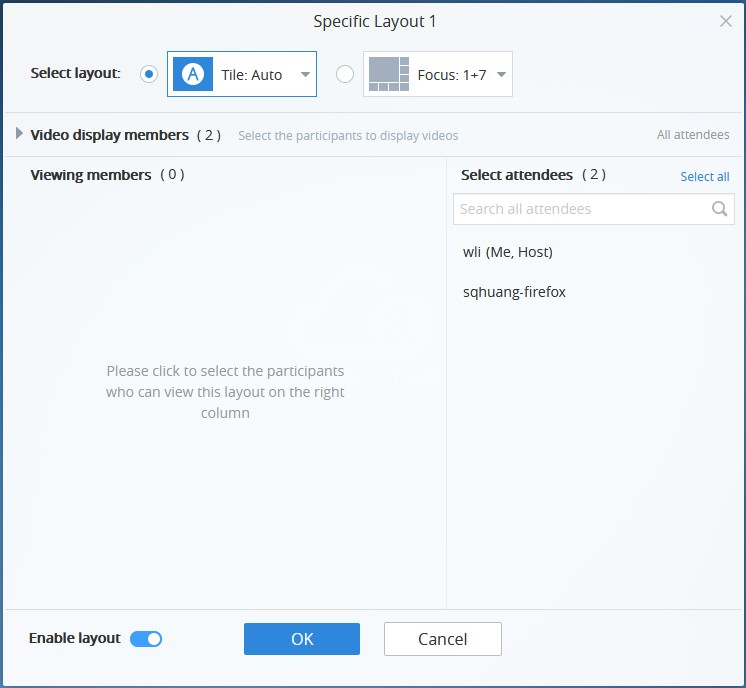 Specific Layout 1
Select layout: A Tile: Auto Focus: 1+7
Video display members ( 2 ) Select the participants to display videos All attendees
Viewing members ( 0 )
Select attendees ( 2 ) Select all
Search all attendees
wli (Me, Host)
sqhuang-firefox
Please click to select the participants
who can view this layout on the right
column
Enable layout OK Cancel